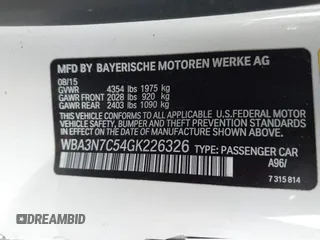 MFD BY BAYERISCHE MOTOREN WERKE AG
08/15
GVWR 4354 lbs 1975 kg
GAWR FRONT 2028 lbs 920 kg
GAWR REAR 2403 lbs 1090 kg
THIS VEHICLE CONFORMS TO ALL APPLICABLE U.S.FEDERAL MOTOR
VEHICLE SAFETY, BUMPER, AND THEFT PREVENTION STANDARDS
IN EFFECT ON THE DATE OF MANUFACTURE SHOWN ABOVE.
WBA3N7C54GK226326 TYPE: PASSENGER CAR
A96/
7 315 814
DREAMBID